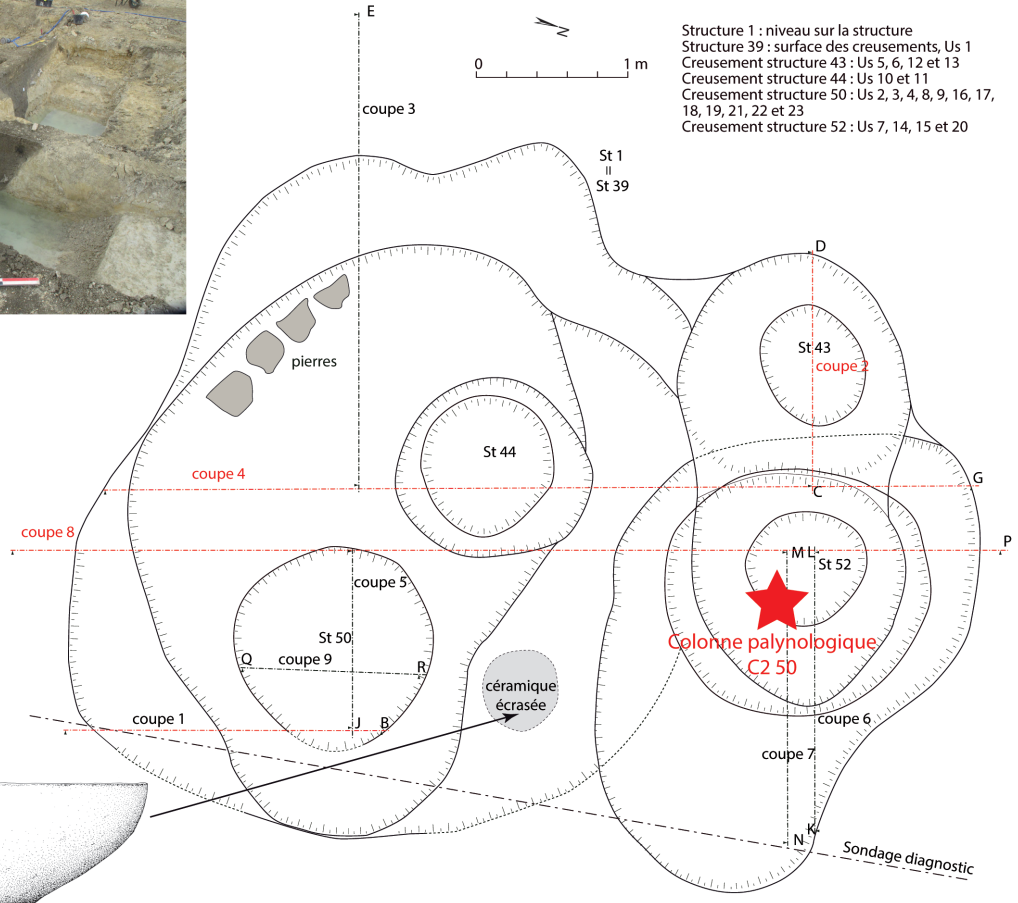 E
N
0 1 m
Structure 1 : niveau sur la structure
Structure 39 : surface des creusements, Us 1
Creusement structure 43 : Us 5, 6, 12 et 13
Creusement structure 44 : Us 10 et 11
Creusement structure 50 : Us 2, 3, 4, 8, 9, 16, 17,
18, 19, 21, 22 et 23
Creusement structure 52 : Us 7, 14, 15 et 20
coupe 3
St 1
=
St 39
D
St 43
coupe 2
pierres
St 44
coupe 4
G
C
coupe 8
P
M L
St 52
coupe 5
St 50
Colonne palynologique
C2 50
Q
coupe 9
R
céramique
écrasée
coupe 1
J
B
coupe 6
coupe 7
K
N
Sondage diagnostic